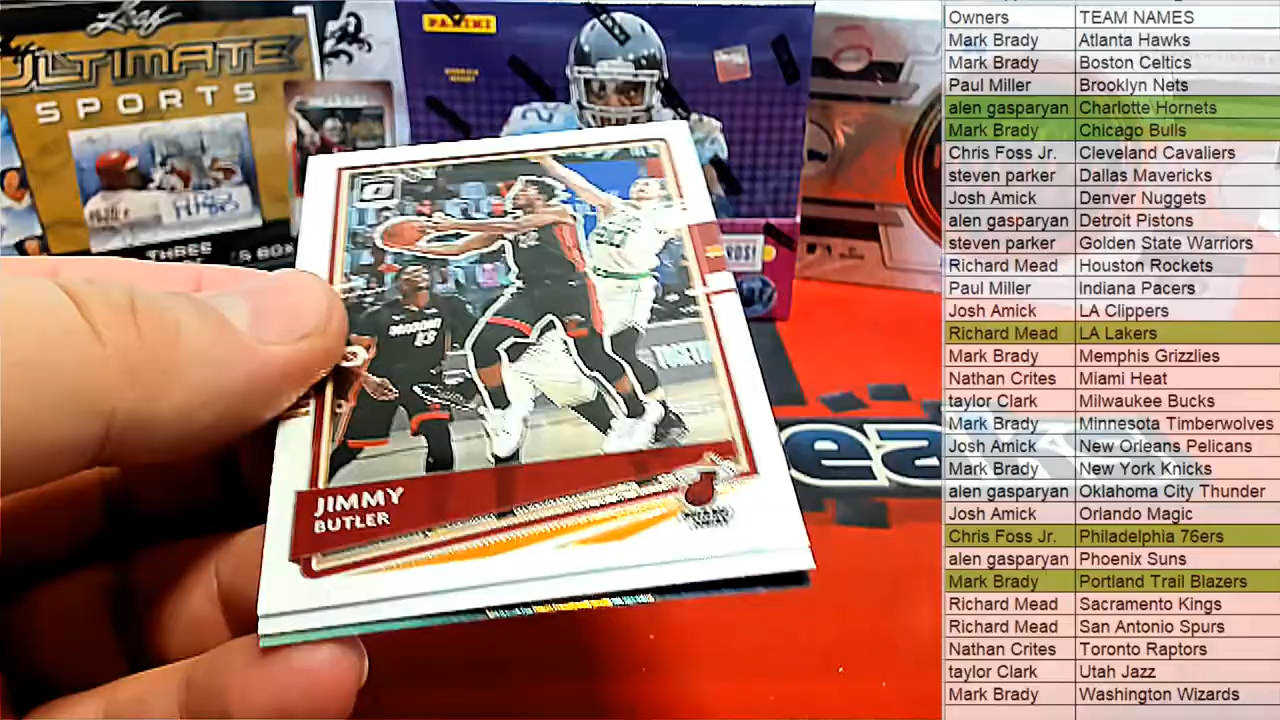 Leaf
ULTIMATE
SPORTS
THREE
PANINI
JIMMY
BUTLER
13
Owners TEAM NAMES
Mark Brady Atlanta Hawks
Mark Brady Boston Celtics
Paul Miller Brooklyn Nets
alen gasparyan Charlotte Hornets
Mark Brady Chicago Bulls
Chris Foss Jr. Cleveland Cavaliers
steven parker Dallas Mavericks
Josh Amick Denver Nuggets
alen gasparyan Detroit Pistons
steven parker Golden State Warriors
Richard Mead Houston Rockets
Paul Miller Indiana Pacers
Josh Amick LA Clippers
Richard Mead LA Lakers
Mark Brady Memphis Grizzlies
Nathan Crites Miami Heat
taylor Clark Milwaukee Bucks
Mark Brady Minnesota Timberwolves
Josh Amick New Orleans Pelicans
Mark Brady New York Knicks
alen gasparyan Oklahoma City Thunder
Josh Amick Orlando Magic
Chris Foss Jr. Philadelphia 76ers
alen gasparyan Phoenix Suns
Mark Brady Portland Trail Blazers
Richard Mead Sacramento Kings
Richard Mead San Antonio Spurs
Nathan Crites Toronto Raptors
taylor Clark Utah Jazz
Mark Brady Washington Wizards